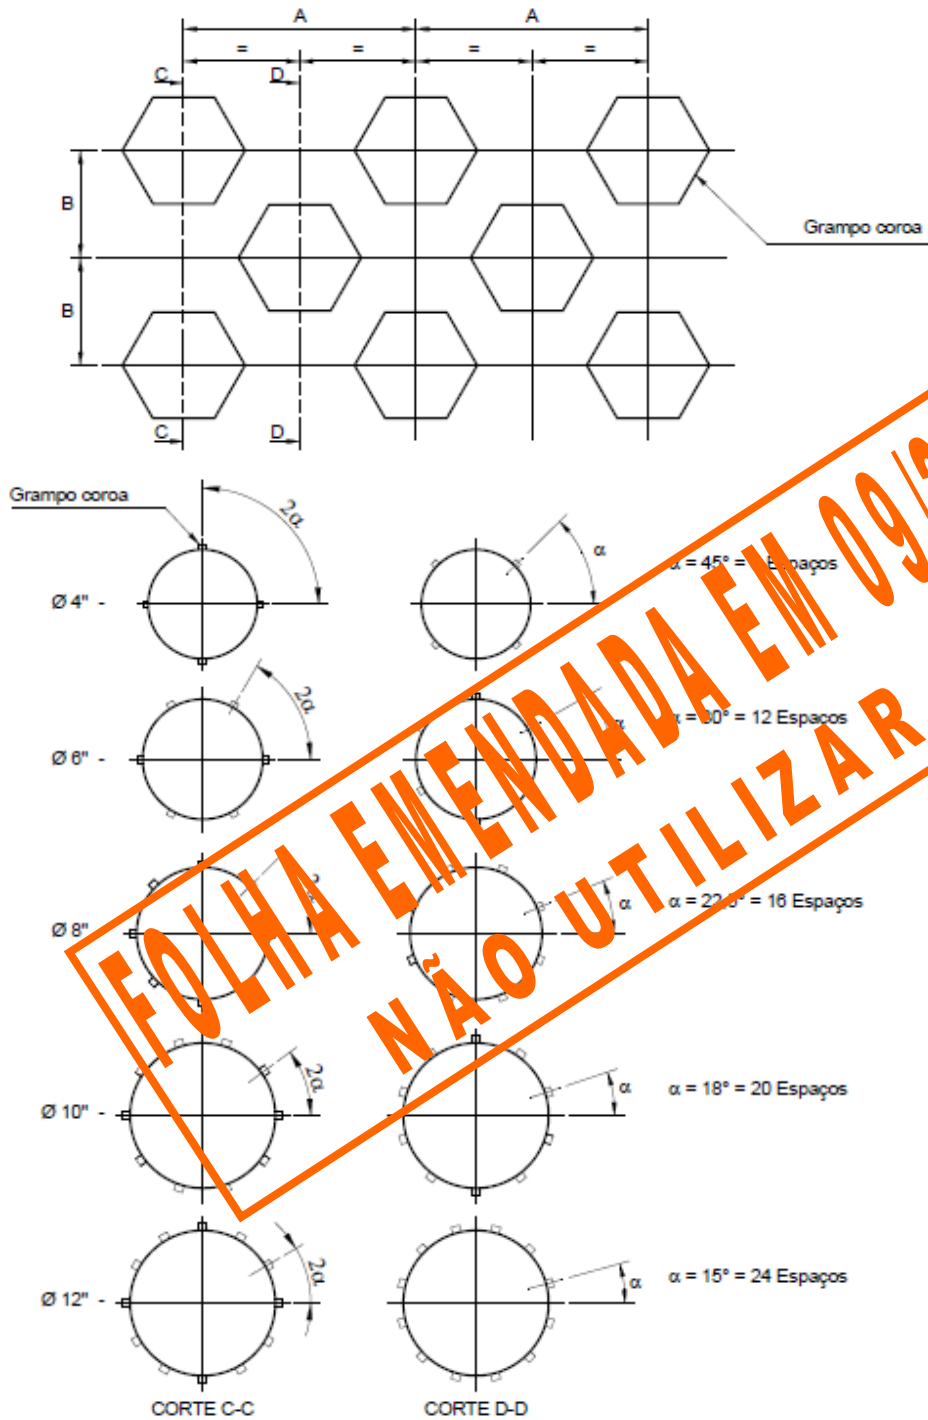 A A
= = = =
C D
B
Grampo coroa
B
C D
Grampo coroa
2α α
Ø 4" - α = 45° = Espaços
2α α
Ø 6" - = 12 Espaços
α
Ø 8" α = = 16 Espaços
2α α
Ø 10" - α = 18° = 20 Espaços
2α α
Ø 12" - α = 15° = 24 Espaços
CORTE C-C CORTE D-D
FOLHA EMENDADA EM 09/
NÃO UTILIZAR